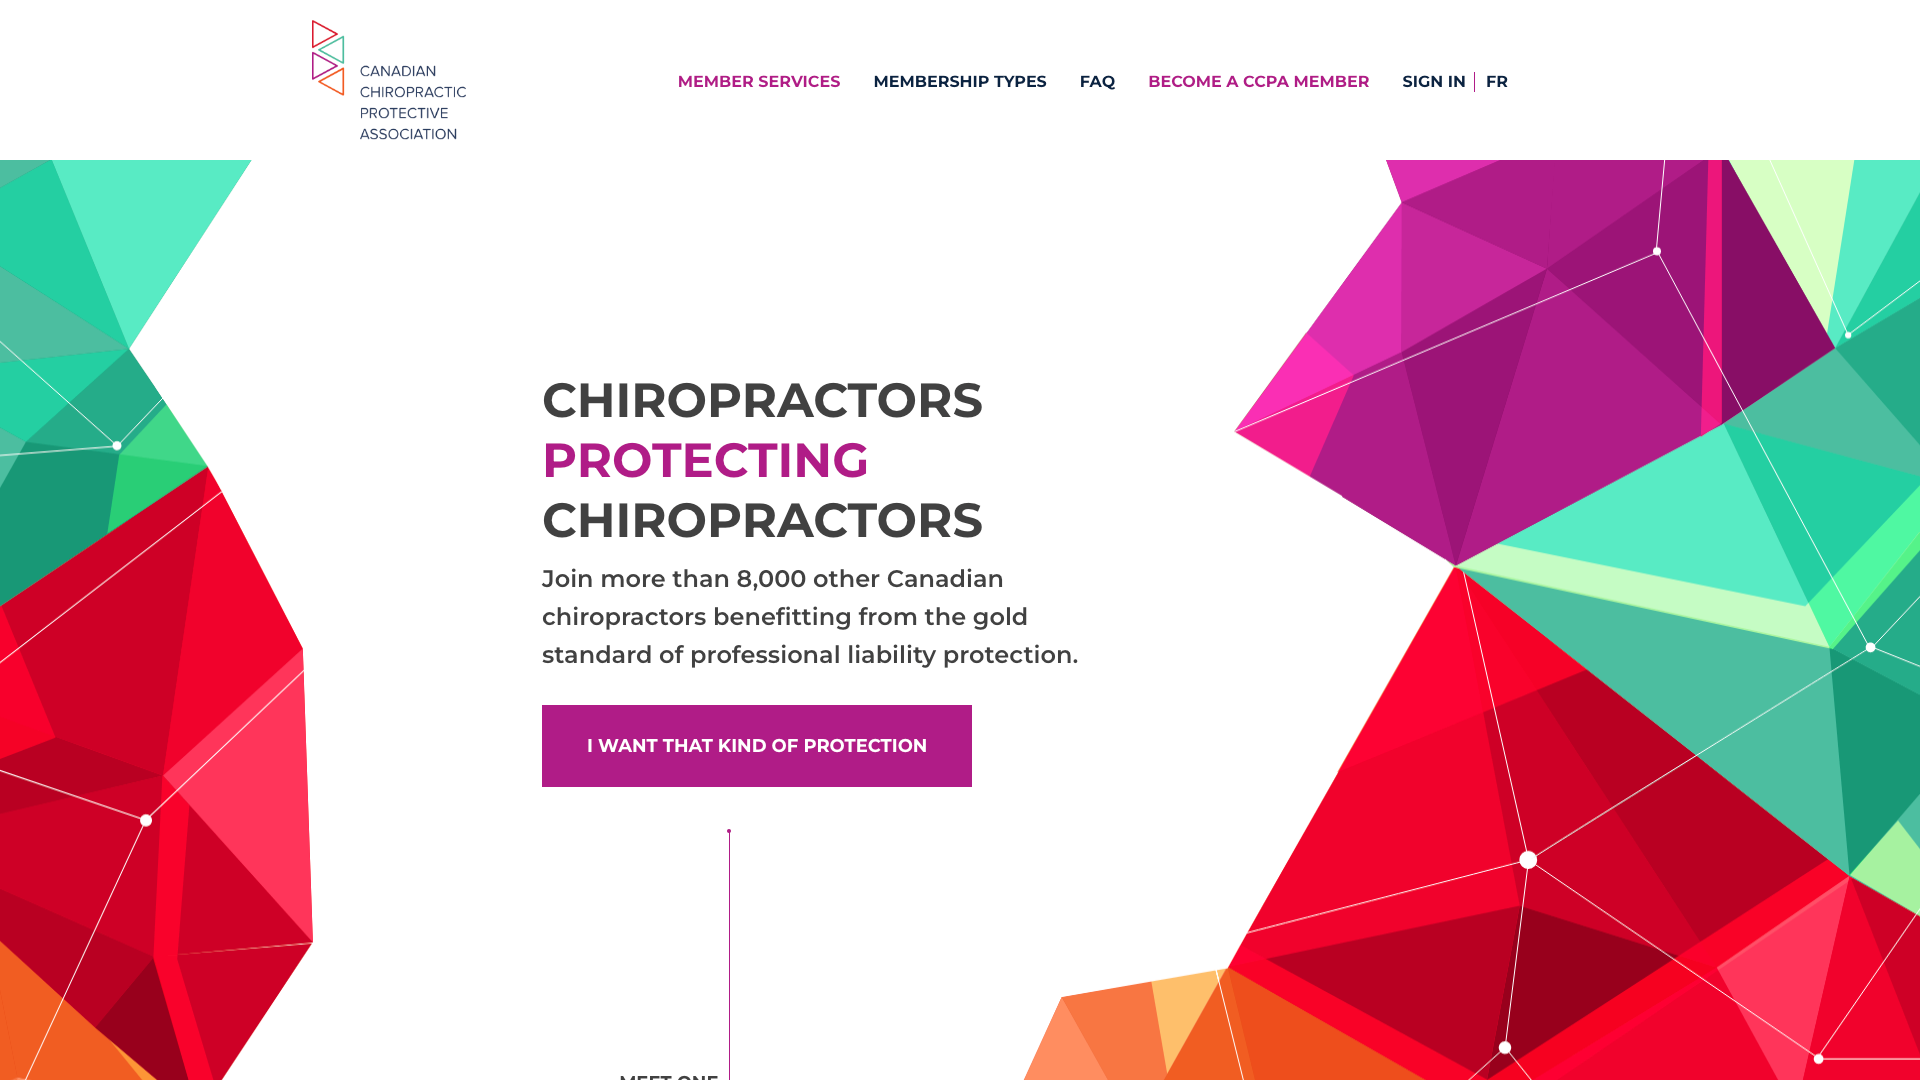 CANADIAN
CHIROPRACTIC
PROTECTIVE
ASSOCIATION
MEMBER SERVICES
MEMBERSHIP TYPES
FAQ
BECOME A CCPA MEMBER
SIGN IN
FR
CHIROPRACTORS
PROTECTING
CHIROPRACTORS
Join more than 8,000 other Canadian
chiropractors benefitting from the gold
standard of professional liability protection.
I WANT THAT KIND OF PROTECTION
MEET ONE